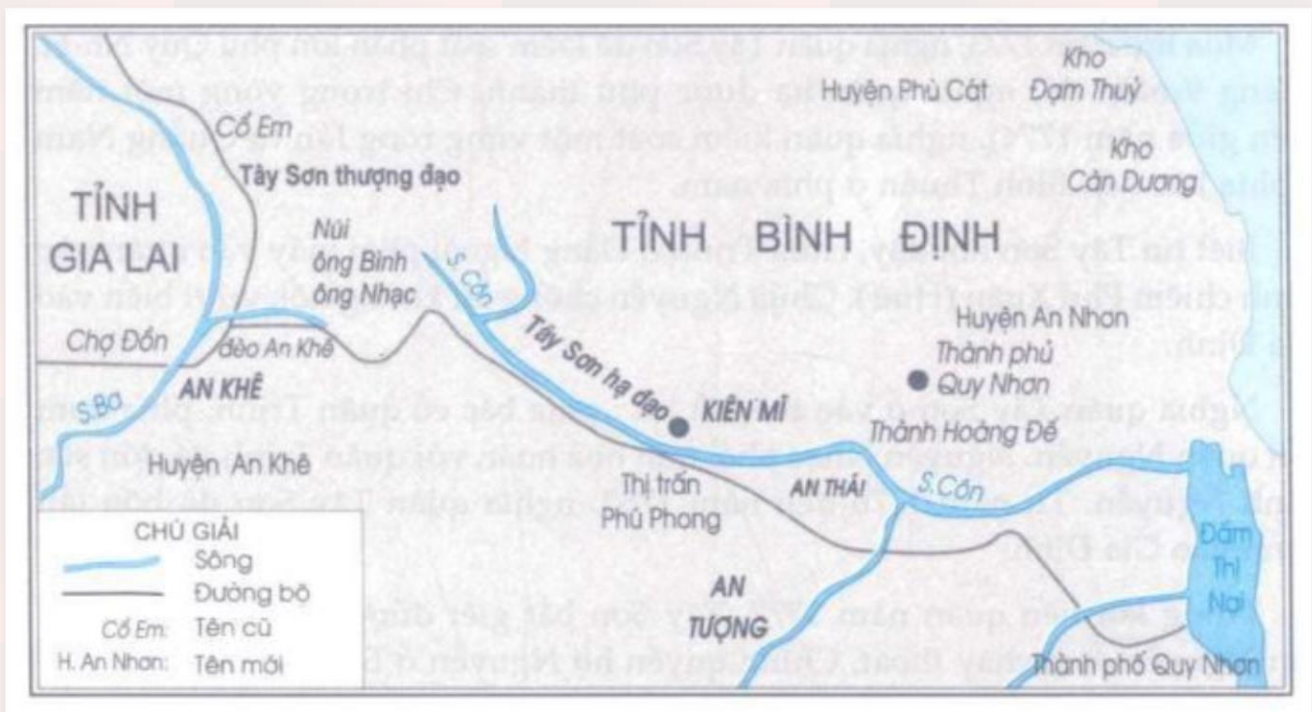 Kho
Huyện Phù Cát
Đạm Thuỷ
Cổ Em
Tây Sơn thượng đạo
Kho
Càn Dương
TỈNH
GIA LAI
Núi
ông Bình
ông Nhạc
S. Côn
TỈNH BÌNH ĐỊNH
Chợ Đồn
đèo An Khê
Tây Sơn hạ đạo
Huyện An Nhơn
Thành phủ
Quy Nhơn
AN KHÊ
S.Ba
KIÊN MĨ
Thành Hoàng Đế
Huyện An Khê
Thị trấn
Phú Phong
AN THÁI
S.Côn
Đầm
Thị
Nại
AN
TƯỢNG
Thành phố Quy Nhơn
CHÚ GIẢI
Sông
Đường bộ
Cổ Em: Tên cũ
H. An Nhơn: Tên mới